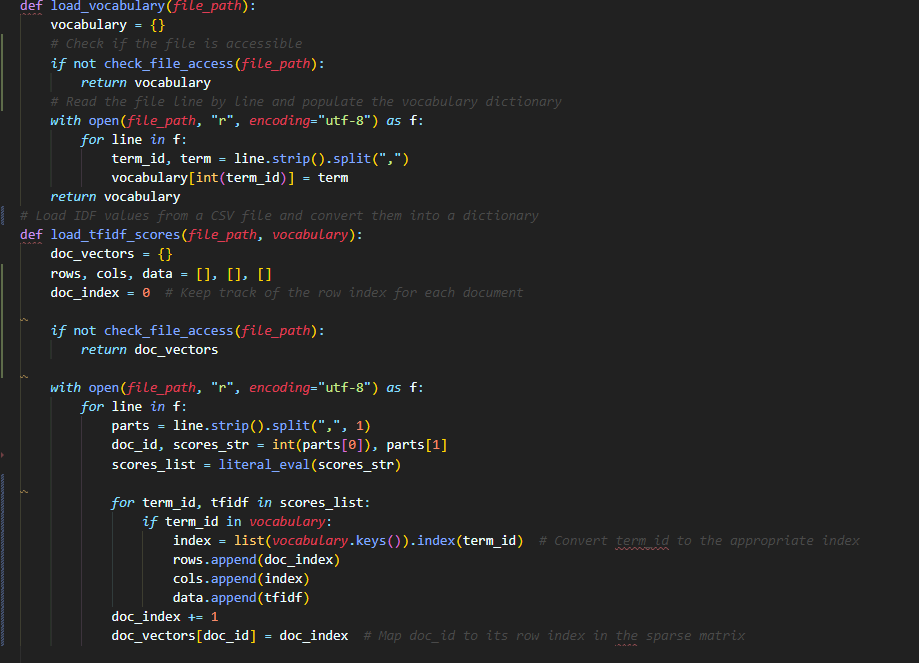 def load_vocabulary(file_path):
    vocabulary = {}
    # Check if the file is accessible
    if not check_file_access(file_path):
        return vocabulary
    # Read the file line by line and populate the vocabulary dictionary
    with open(file_path, "r", encoding="utf-8") as f:
        for line in f:
            term_id, term = line.strip().split(",")
            vocabulary[int(term_id)] = term
    return vocabulary
# Load IDF values from a CSV file and convert them into a dictionary
def load_tfidf_scores(file_path, vocabulary):
    doc_vectors = {}
    rows, cols, data = [], [], []
    doc_index = 0  # Keep track of the row index for each document

    if not check_file_access(file_path):
        return doc_vectors

    with open(file_path, "r", encoding="utf-8") as f:
        for line in f:
            parts = line.strip().split(",", 1)
            doc_id, scores_str = int(parts[0]), parts[1]
            scores_list = literal_eval(scores_str)

            for term_id, tfidf in scores_list:
                if term_id in vocabulary:
                    index = list(vocabulary.keys()).index(term_id)  # Convert term_id to the appropriate index
                    rows.append(doc_index)
                    cols.append(index)
                    data.append(tfidf)
            doc_index += 1
            doc_vectors[doc_id] = doc_index  # Map doc_id to its row index in the sparse matrix